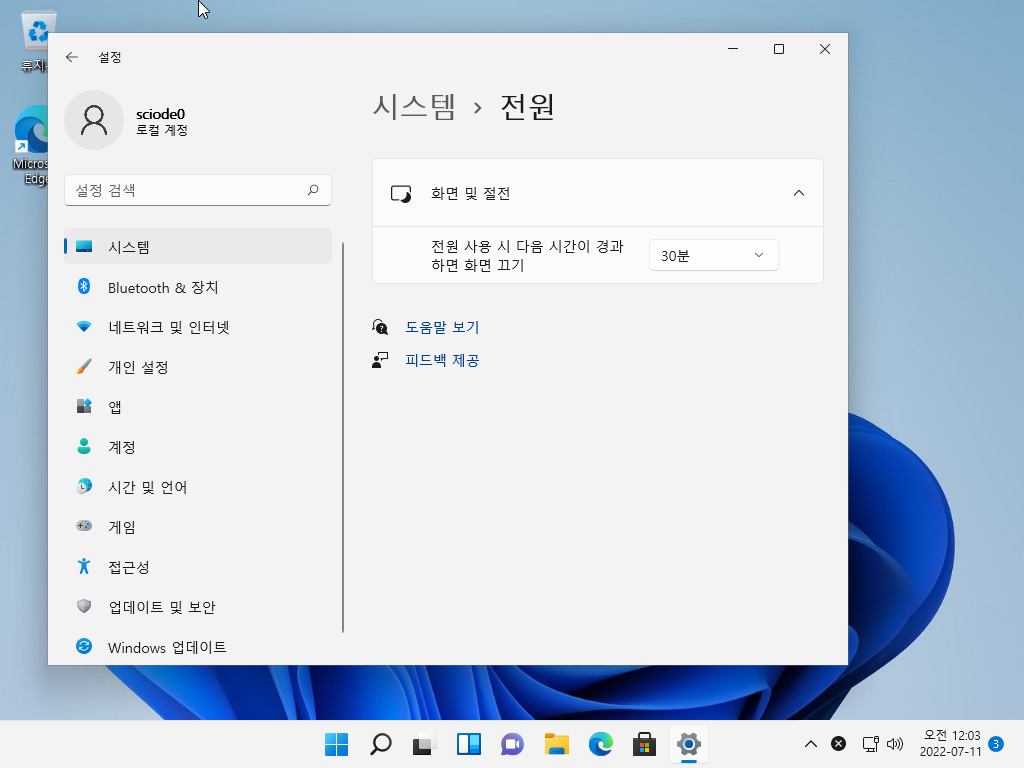 휴지
Micros
Edge
설정
sciode0
로컬 계정
설정 검색
시스템
Bluetooth & 장치
네트워크 및 인터넷
개인 설정
앱
계정
시간 및 언어
게임
접근성
업데이트 및 보안
Windows 업데이트
시스템 › 전원
화면 및 절전
전원 사용 시 다음 시간이 경과
하면 화면 끄기
30분
도움말 보기
피드백 제공
오전 12:03
2022-07-11
3